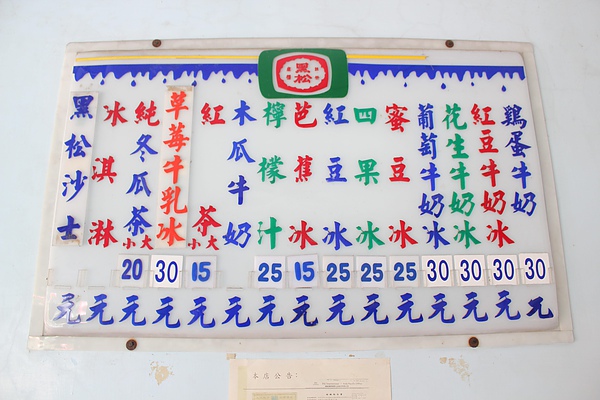 黑松
雞蛋牛奶 30 元
紅豆牛奶冰 30 元
花生牛奶冰 30 元
葡萄牛奶冰 30 元
蜜豆冰 25 元
四果冰 25 元
紅豆冰 25 元
芭蕉冰 15 元
檸檬汁 25 元
木瓜牛奶 元
紅茶 大 小 15 元
草莓牛乳冰 30 元
純冬瓜茶 大 小 20 元
冰淇淋 元
黑松沙士 元
本店公告: